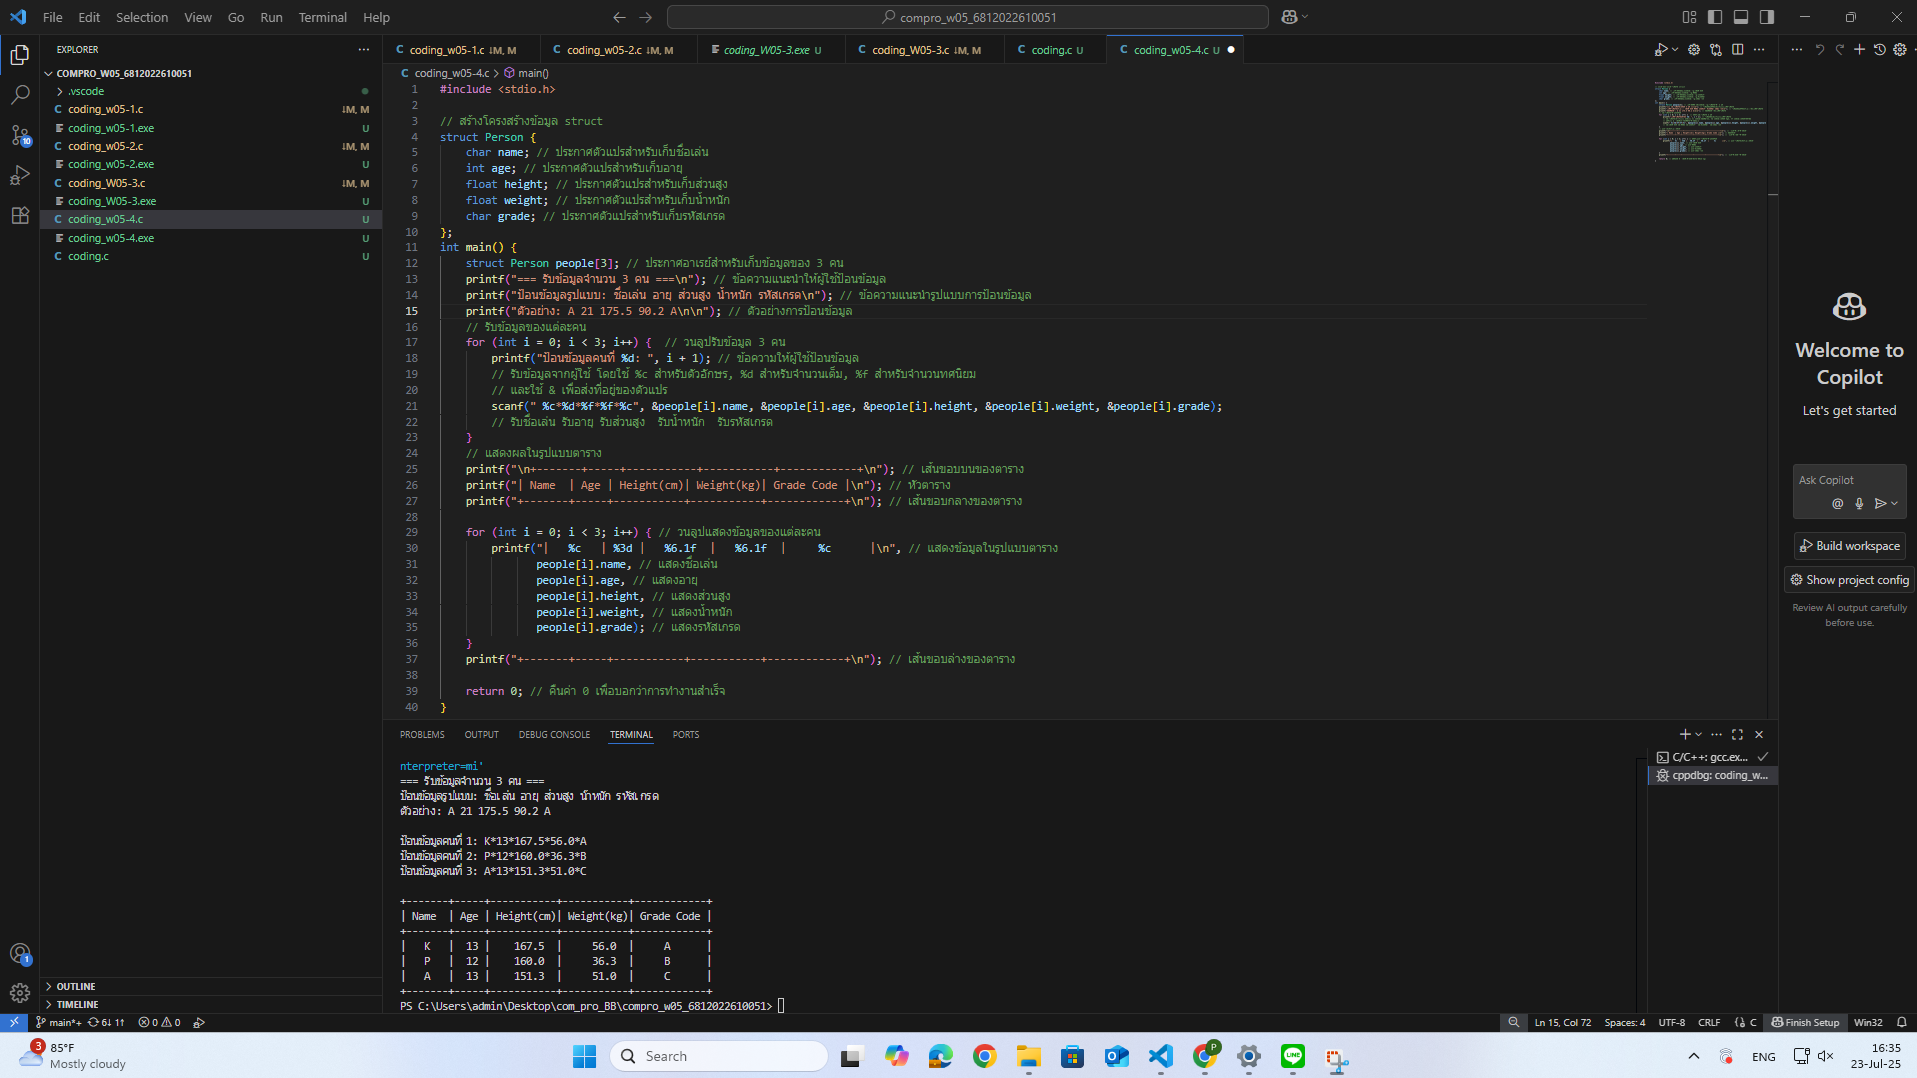 File Edit Selection View Go Run Terminal Help
compro_w05_6812022610051
EXPLORER
COMPRO_W05_6812022610051
.vscode
coding_w05-1.c ↓M, M
coding_w05-1.exe U
coding_w05-2.c ↓M, M
coding_w05-2.exe U
coding_W05-3.c ↓M, M
coding_W05-3.exe U
coding_w05-4.c U
coding_w05-4.exe U
coding.c U
OUTLINE
TIMELINE
coding_w05-1.c ↓M, M coding_w05-2.c ↓M, M coding_W05-3.exe U coding_W05-3.c ↓M, M coding.c U coding_w05-4.c U
coding_w05-4.c > main()
1 #include <stdio.h>
2
3 // สร้างโครงสร้างข้อมูล struct
4 struct Person {
5 char name; // ประกาศตัวแปรสำหรับเก็บชื่อเล่น
6 int age; // ประกาศตัวแปรสำหรับเก็บอายุ
7 float height; // ประกาศตัวแปรสำหรับเก็บส่วนสูง
8 float weight; // ประกาศตัวแปรสำหรับเก็บน้ำหนัก
9 char grade; // ประกาศตัวแปรสำหรับเก็บรหัสเกรด
10 };
11 int main() {
12 struct Person people[3]; // ประกาศอาเรย์สำหรับเก็บข้อมูลของ 3 คน
13 printf("=== รับข้อมูลจำนวน 3 คน ===\n"); // ข้อความแนะนำให้ผู้ใช้ป้อนข้อมูล
14 printf("ป้อนข้อมูลรูปแบบ: ชื่อเล่น อายุ ส่วนสูง น้ำหนัก รหัสเกรด\n"); // ข้อความแนะนำรูปแบบการป้อนข้อมูล
15 printf("ตัวอย่าง: A 21 175.5 90.2 A\n\n"); // ตัวอย่างการป้อนข้อมูล
16 // รับข้อมูลของแต่ละคน
17 for (int i = 0; i < 3; i++) { // วนลูปรับข้อมูล 3 คน
18 printf("ป้อนข้อมูลคนที่ %d: ", i + 1); // ข้อความให้ผู้ใช้ป้อนข้อมูล
19 // รับข้อมูลจากผู้ใช้ โดยใช้ %c สำหรับตัวอักษร, %d สำหรับจำนวนเต็ม, %f สำหรับจำนวนทศนิยม
20 // และใช้ & เพื่อส่งที่อยู่ของตัวแปร
21 scanf(" %c*%d*%f*%f*%c", &people[i].name, &people[i].age, &people[i].height, &people[i].weight, &people[i].grade);
22 // รับชื่อเล่น รับอายุ รับส่วนสูง รับน้ำหนัก รับรหัสเกรด
23 }
24 // แสดงผลในรูปแบบตาราง
25 printf("\n+-------+-----+-----------+-----------+------------+\n"); // เส้นขอบบนของตาราง
26 printf("| Name | Age | Height(cm)| Weight(kg)| Grade Code |\n"); // หัวตาราง
27 printf("+-------+-----+-----------+-----------+------------+\n"); // เส้นขอบกลางของตาราง
28
29 for (int i = 0; i < 3; i++) { // วนลูปแสดงข้อมูลของแต่ละคน
30 printf("| %c | %3d | %6.1f | %6.1f | %c |\n", // แสดงข้อมูลในรูปแบบตาราง
31 people[i].name, // แสดงชื่อเล่น
32 people[i].age, // แสดงอายุ
33 people[i].height, // แสดงส่วนสูง
34 people[i].weight, // แสดงน้ำหนัก
35 people[i].grade); // แสดงรหัสเกรด
36 }
37 printf("+-------+-----+-----------+-----------+------------+\n"); // เส้นขอบล่างของตาราง
38
39 return 0; // คืนค่า 0 เพื่อบอกว่าการทำงานสำเร็จ
40 }
PROBLEMS OUTPUT DEBUG CONSOLE TERMINAL PORTS
nterpreter=mi'
=== รับข้อมูลจำนวน 3 คน ===
ป้อนข้อมูลรูปแบบ: ชื่อเล่น อายุ ส่วนสูง น้ำหนัก รหัสเกรด
ตัวอย่าง: A 21 175.5 90.2 A
ป้อนข้อมูลคนที่ 1: K*13*167.5*56.0*A
ป้อนข้อมูลคนที่ 2: P*12*160.0*36.3*B
ป้อนข้อมูลคนที่ 3: A*13*151.3*51.0*C
+-------+-----+-----------+-----------+------------+
| Name | Age | Height(cm)| Weight(kg)| Grade Code |
+-------+-----+-----------+-----------+------------+
| K | 13 | 167.5 | 56.0 | A |
| P | 12 | 160.0 | 36.3 | B |
| A | 13 | 151.3 | 51.0 | C |
+-------+-----+-----------+-----------+------------+
PS C:\Users\admin\Desktop\com_pro_BB\compro_w05_6812022610051>
C/C++: gcc.ex...
cppdbg: coding_w...
Welcome to
Copilot
Let's get started
Ask Copilot
Build workspace
Show project config
Review AI output carefully
before use.
main*+ 6↓ 1↑ 0 0
Ln 15, Col 72 Spaces: 4 UTF-8 CRLF {} C Finish Setup Win32
3
85°F
Mostly cloudy
Search
P
ENG
16:35
23-Jul-25